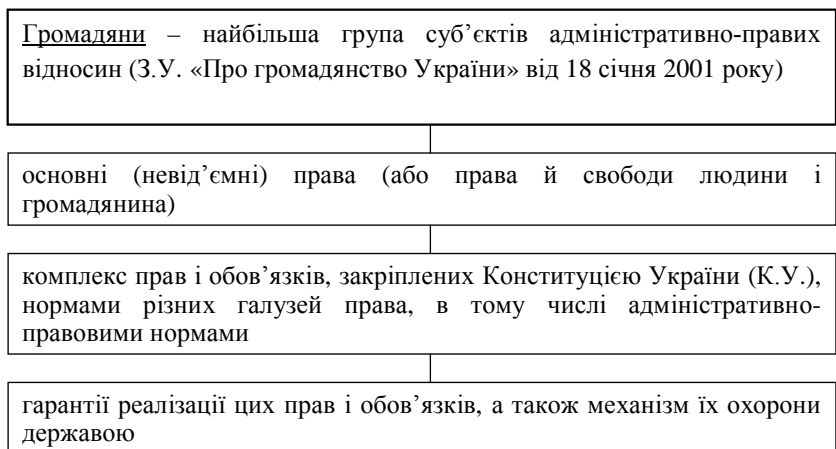 Громадяни – найбільша група суб’єктів адміністративно-правих
відносин (З.У. «Про громадянство України» від 18 січня 2001 року)
основні (невід’ємні) права (або права й свободи людини і
громадянина)
комплекс прав і обов’язків, закріплених Конституцією України (К.У.),
нормами різних галузей права, в тому числі адміністративно-
правовими нормами
гарантії реалізації цих прав і обов’язків, а також механізм їх охорони
державою